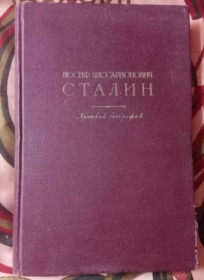 ИОСИФ ВИССАРИОНОВИЧ
СТАЛИН
Краткая биография